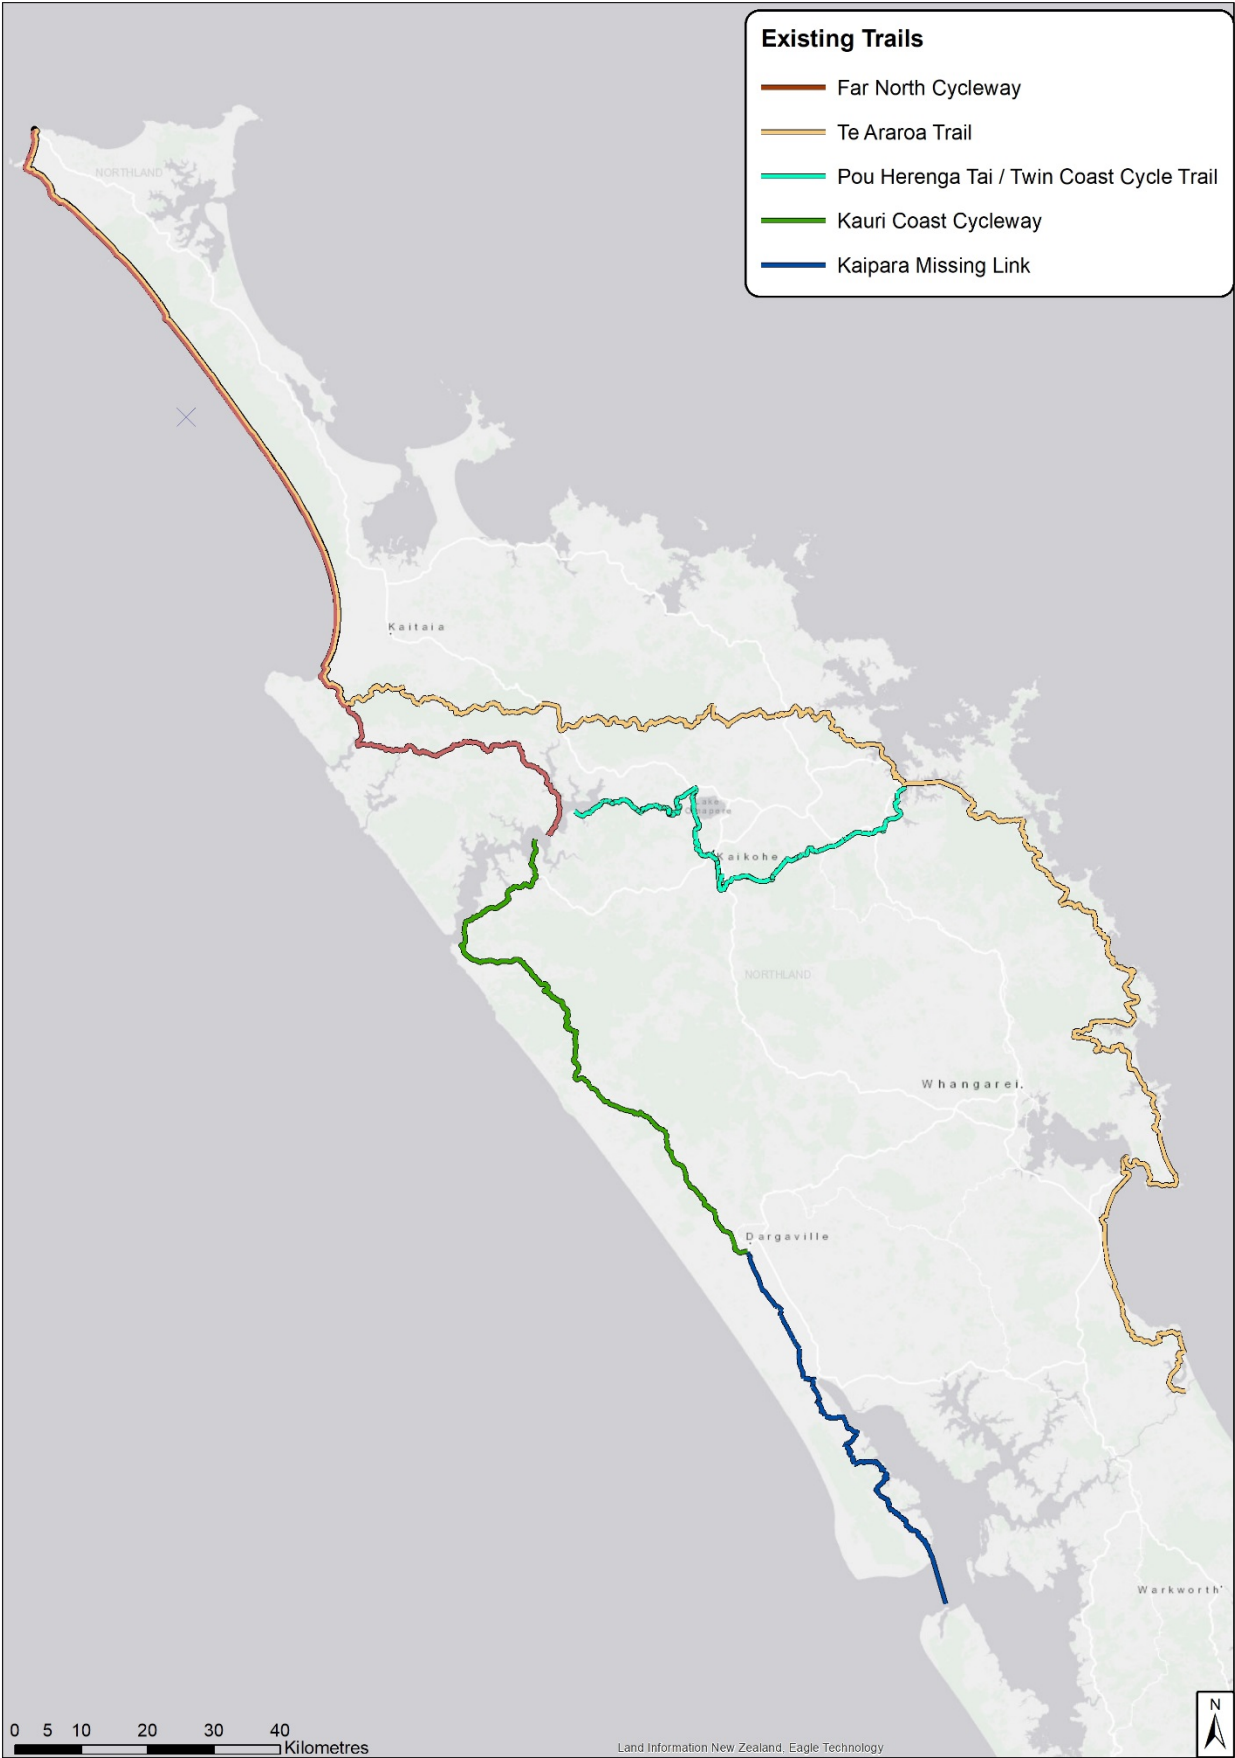 Existing Trails
Far North Cycleway
Te Araroa Trail
Pou Herenga Tai / Twin Coast Cycle Trail
Kauri Coast Cycleway
Kaipara Missing Link
NORTHLAND
Kaitaia
Lake
Omapare
Kaikohe
NORTHLAND
Whangarei
Dargaville
Warkworth
N
0 5 10 20 30 40
Kilometres
Land Information New Zealand, Eagle Technology